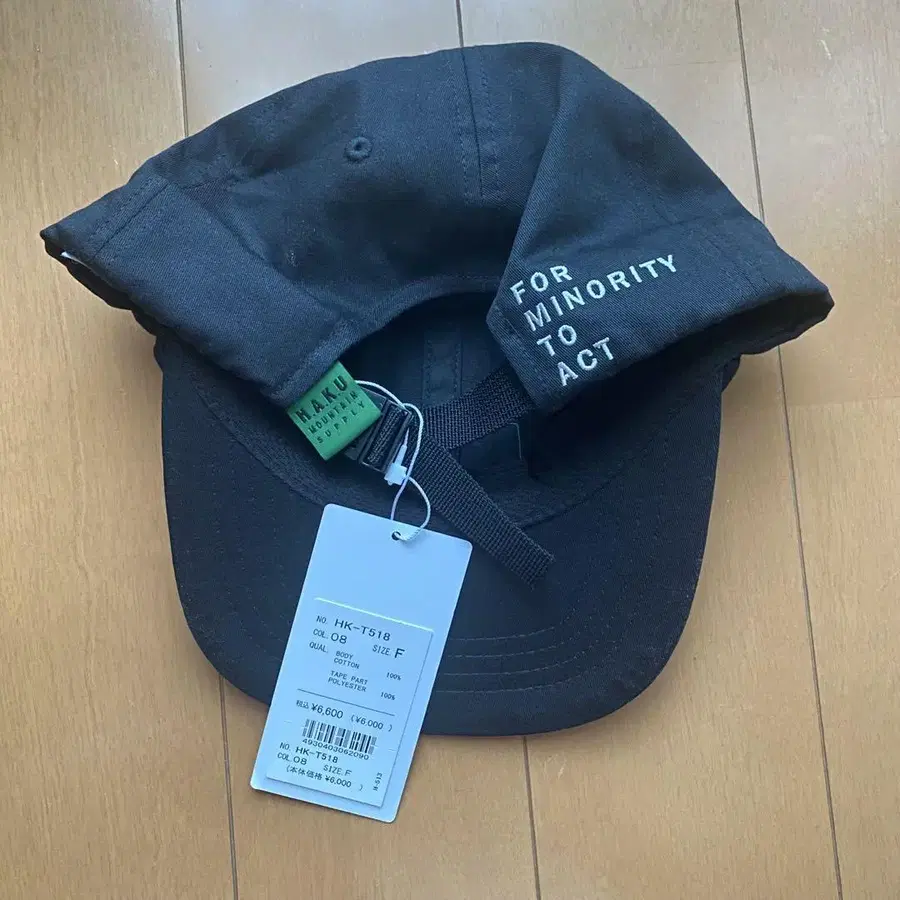 FOR
MINORITY
TO
ACT
H.A.K.U
MOUNTAIN
SUPPLY
NO. HK-T518
COL. 08 SIZE. F
QUAL. BODY
COTTON 100%
TAPE PART
POLYESTER 100%
税込 ¥6,600 (¥6,000 )
4930403062090
NO. HK-T518
COL. 08 SIZE. F
(本体価格 ¥6,000 )
H-513